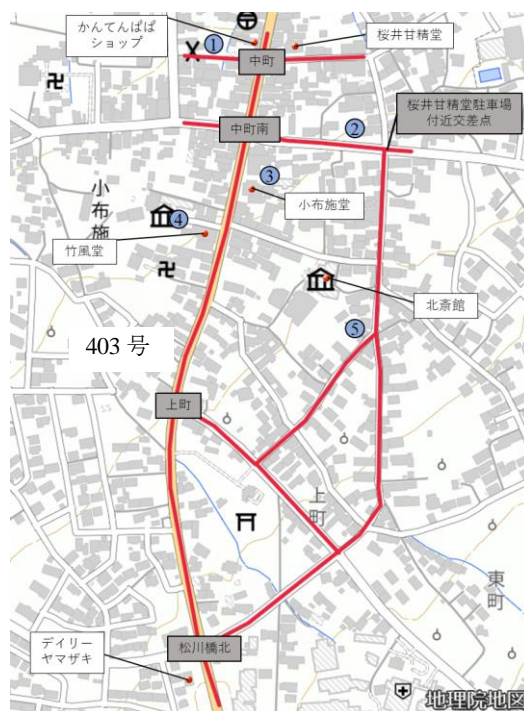 かんてんぱぱ
ショップ
①
桜井甘精堂
中町
桜井甘精堂駐車場
付近交差点
②
中町南
③
小布施堂
小布施
④
竹風堂
北斎館
⑤
403 号
上町
上町
東町
松川橋北
デイリー
ヤマザキ
地理院地図